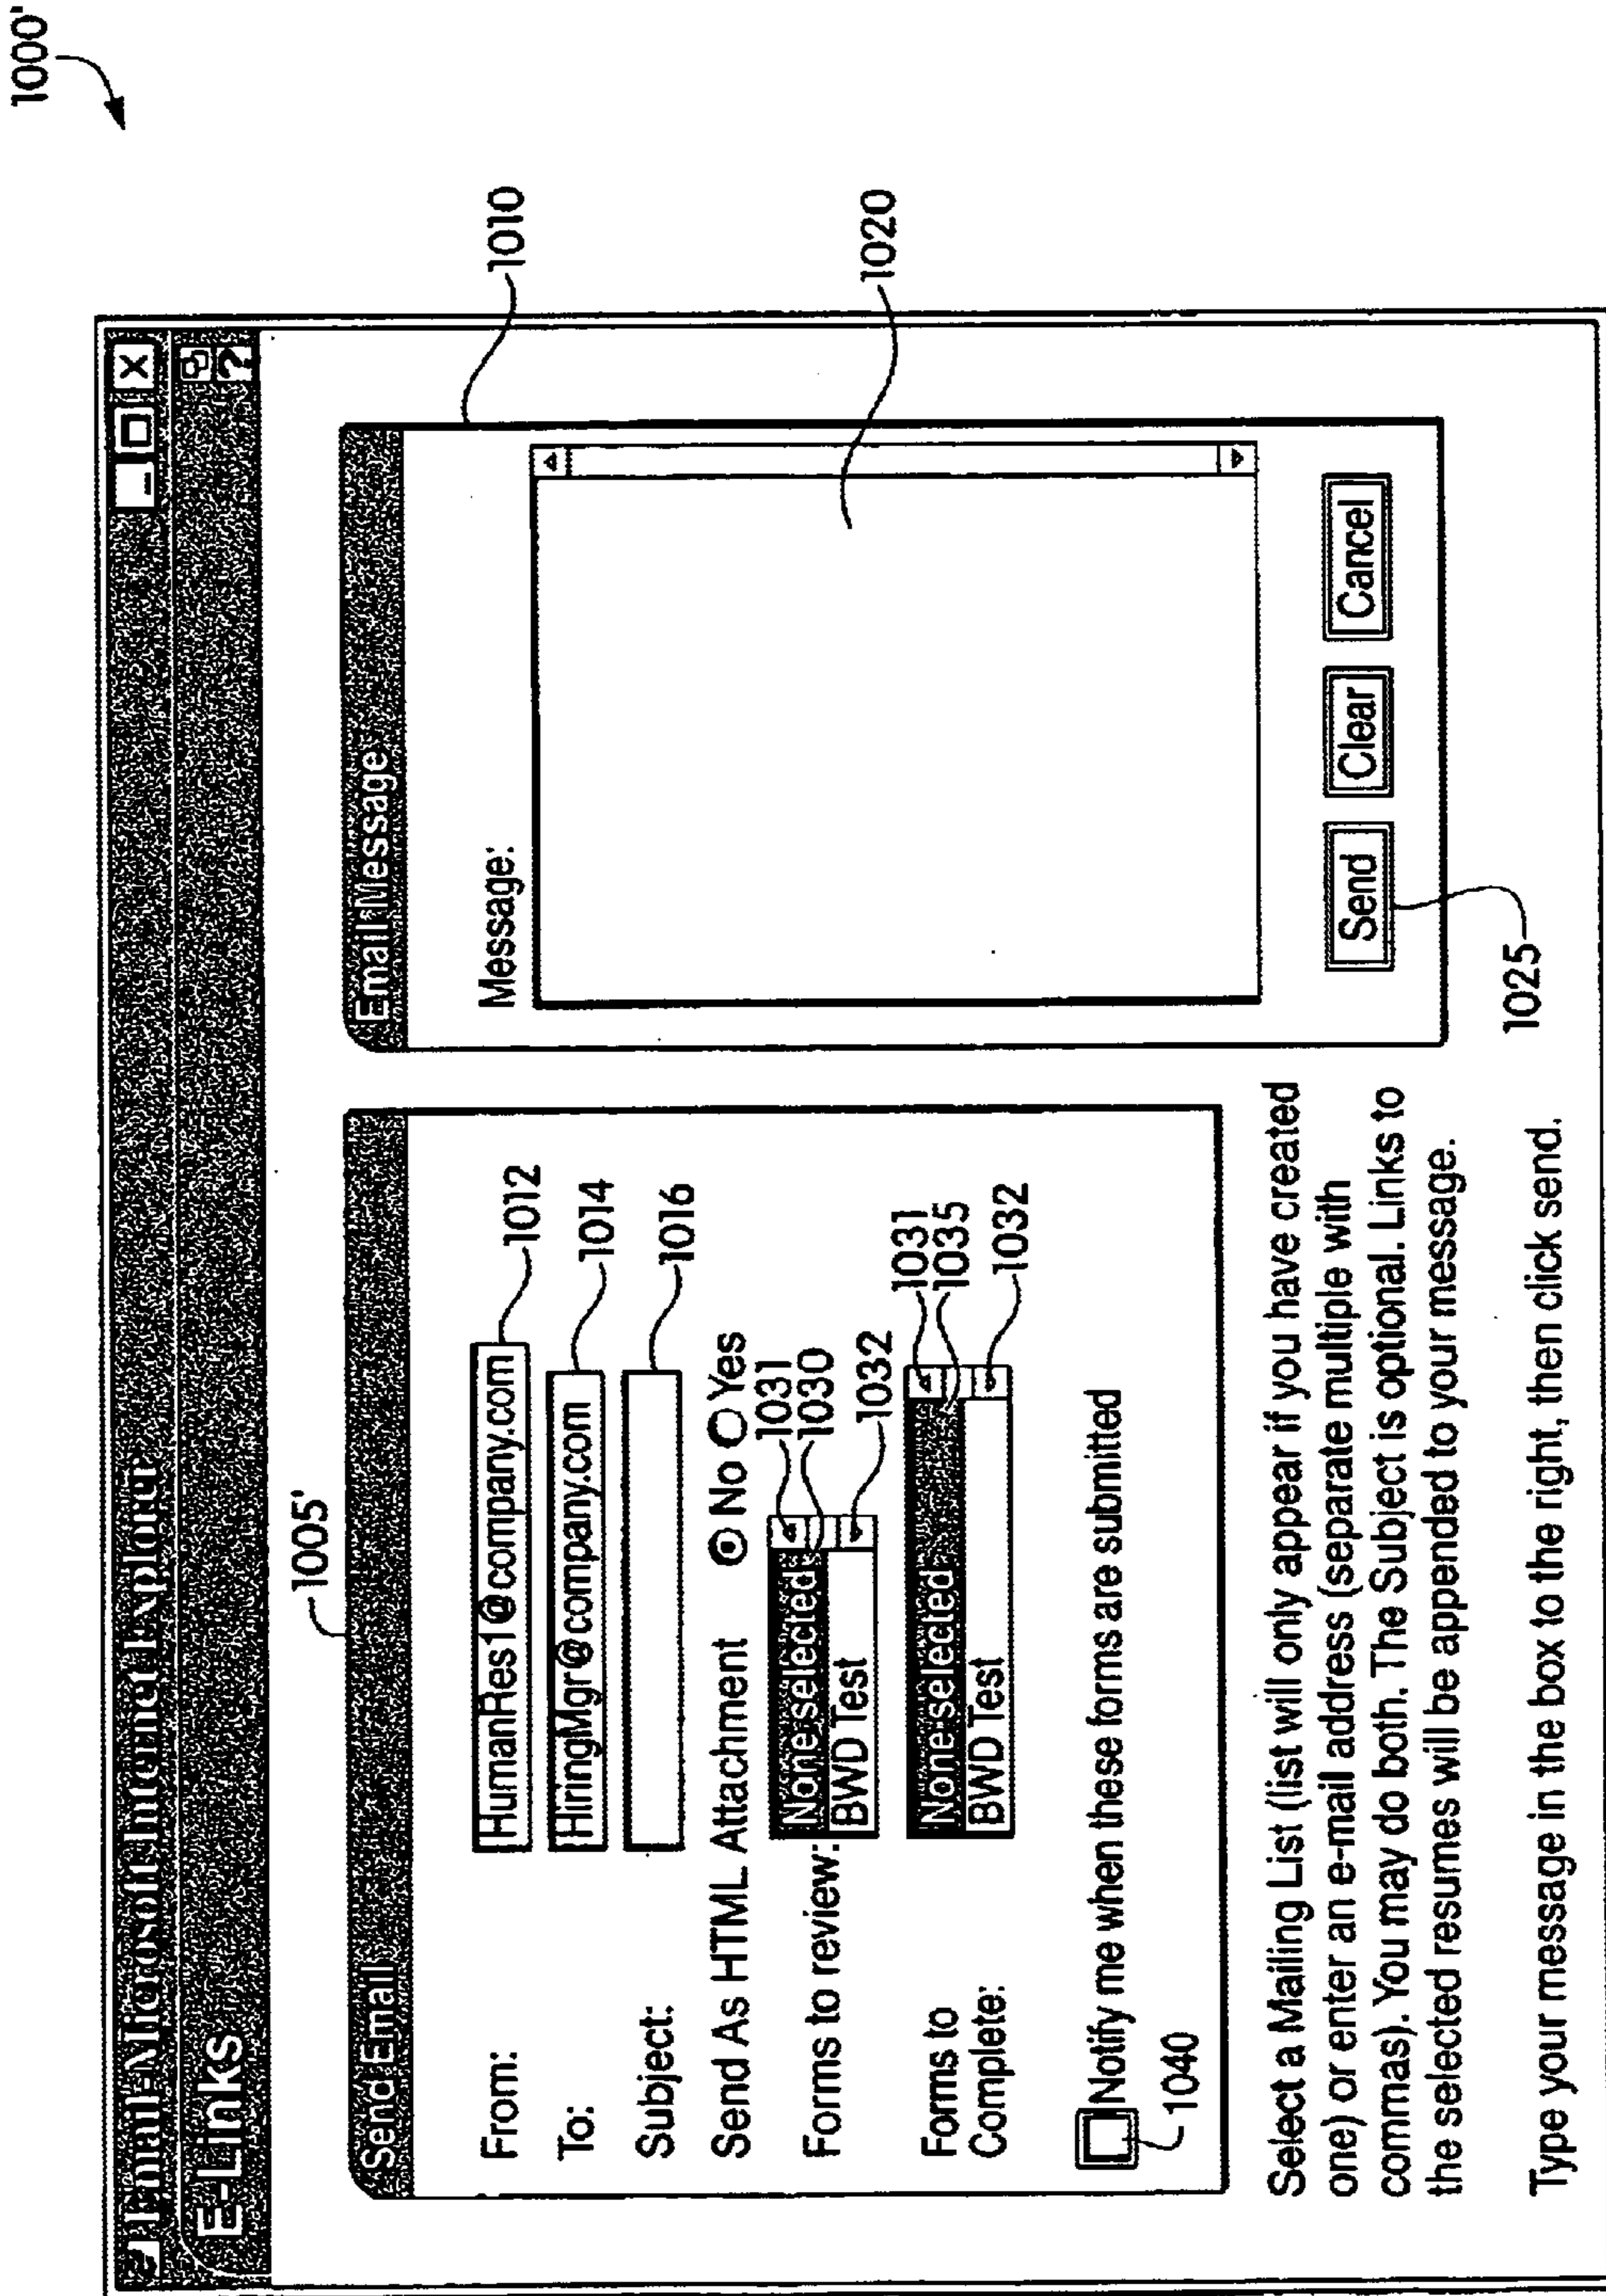 1000'
Email-Microsoft Internet Explorer
E-Links
?
1005'
Send Email
From: HumanRes1@company.com 1012
To: HiringMgr@company.com 1014
Subject: 1016
Send As HTML Attachment No Yes
Forms to review: None selected 1031
1030
BWD Test 1032
Forms to
Complete: None selected 1031
1035
BWD Test 1032
Notify me when these forms are submitted
1040
Email Message
1010
Message:
1020
Send Clear Cancel
1025
Select a Mailing List (list will only appear if you have created
one) or enter an e-mail address (separate multiple with
commas). You may do both. The Subject is optional. Links to
the selected resumes will be appended to your message.
Type your message in the box to the right, then click send.